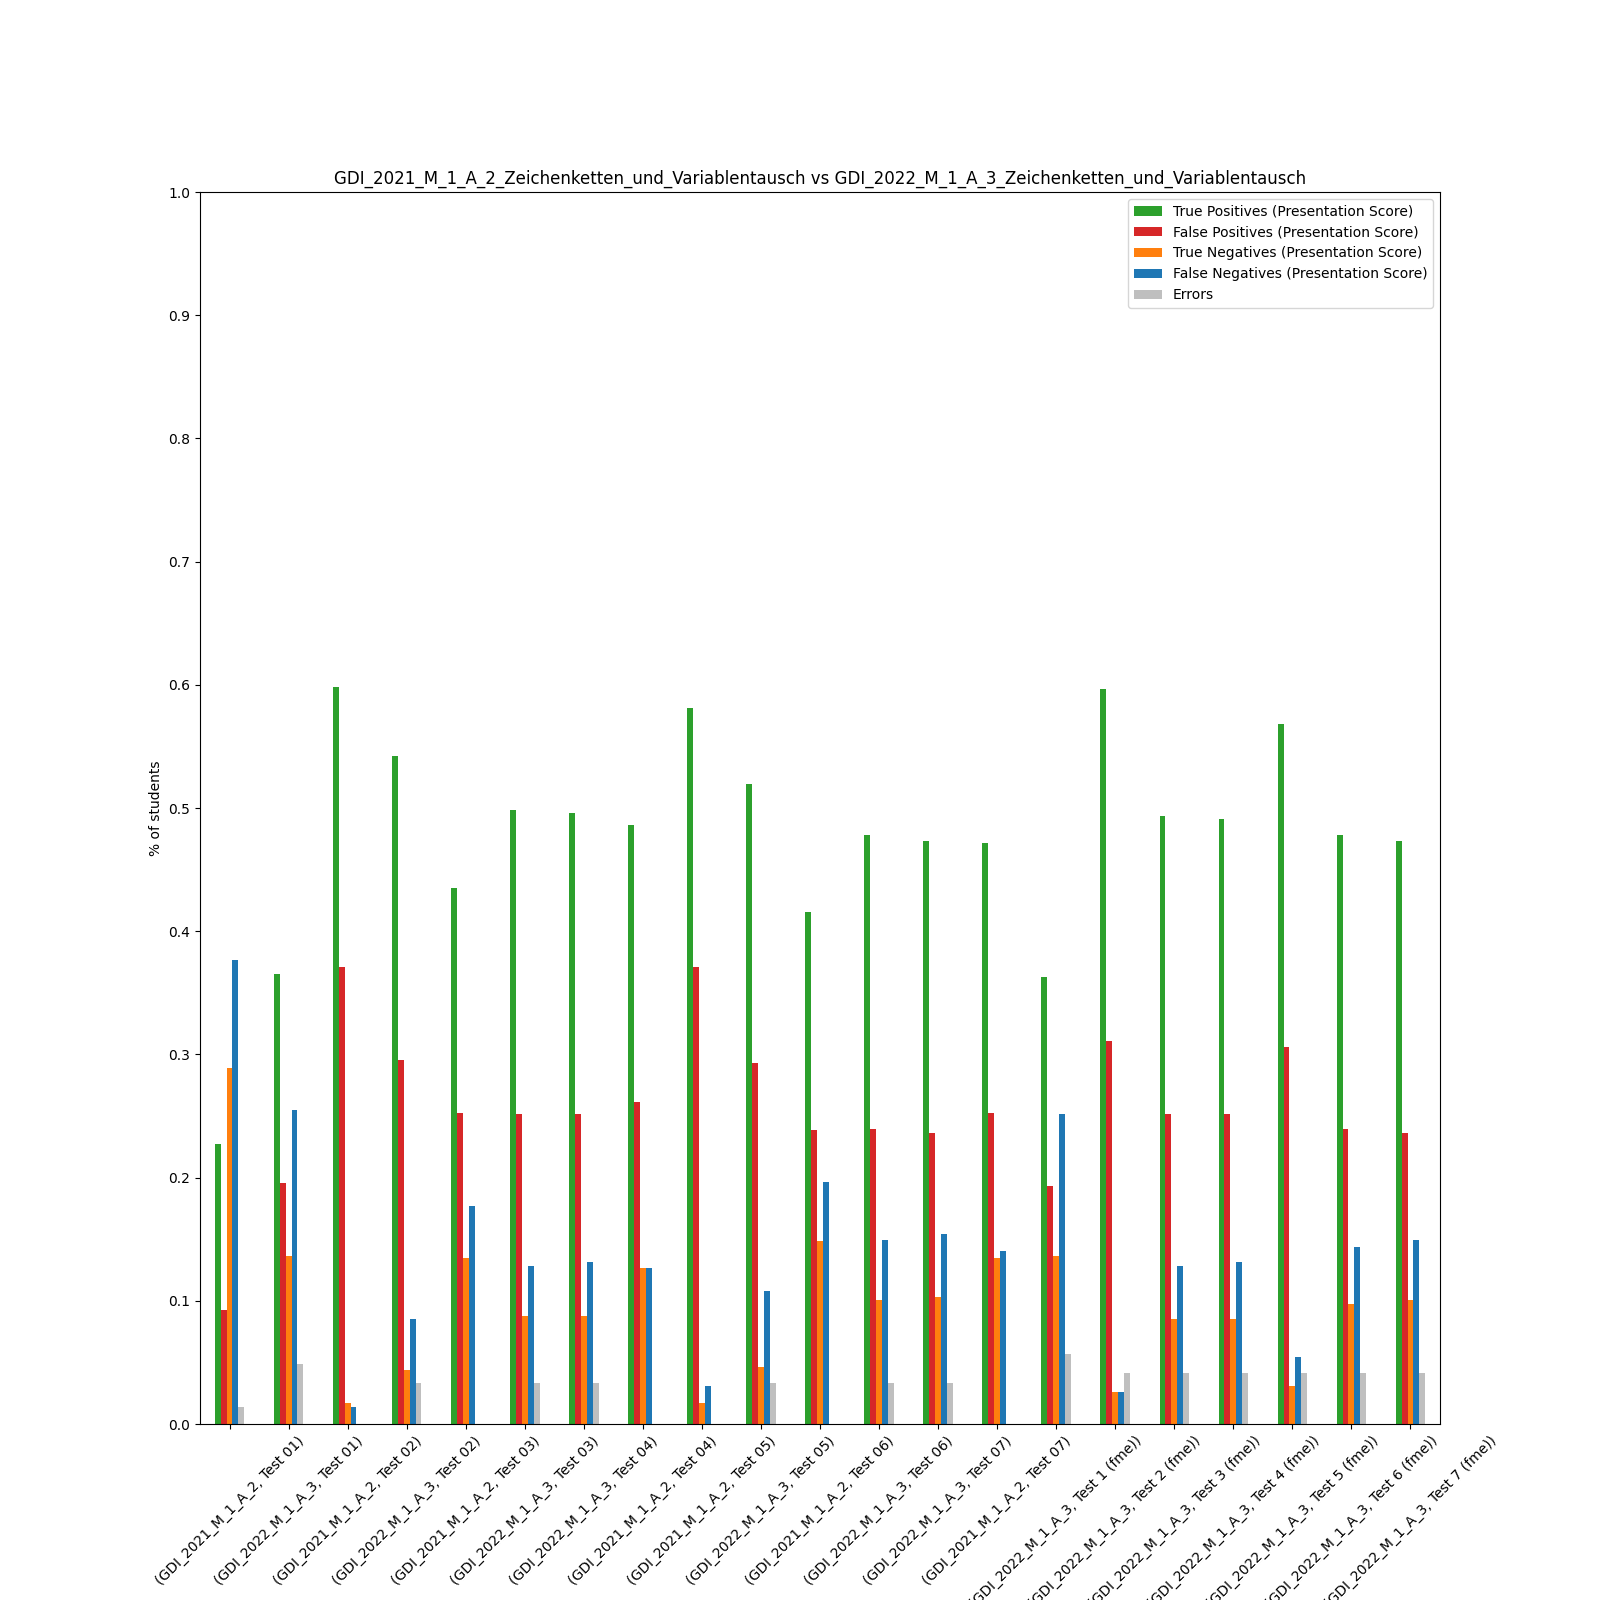 GDI_2021_M_1_A_2_Zeichenketten_und_Variablentausch vs GDI_2022_M_1_A_3_Zeichenketten_und_Variablentausch
1.0
0.9
0.8
0.7
0.6
0.5
0.4
0.3
0.2
0.1
0.0
% of students
True Positives (Presentation Score)
False Positives (Presentation Score)
True Negatives (Presentation Score)
False Negatives (Presentation Score)
Errors
(GDI_2021_M_1_A_2, Test 01)
(GDI_2022_M_1_A_3, Test 01)
(GDI_2021_M_1_A_2, Test 02)
(GDI_2022_M_1_A_3, Test 02)
(GDI_2021_M_1_A_2, Test 03)
(GDI_2022_M_1_A_3, Test 03)
(GDI_2022_M_1_A_3, Test 04)
(GDI_2021_M_1_A_2, Test 04)
(GDI_2021_M_1_A_2, Test 05)
(GDI_2022_M_1_A_3, Test 05)
(GDI_2021_M_1_A_2, Test 06)
(GDI_2022_M_1_A_3, Test 06)
(GDI_2022_M_1_A_3, Test 07)
(GDI_2021_M_1_A_2, Test 07)
(GDI_2022_M_1_A_3, Test 1 (fme))
(GDI_2022_M_1_A_3, Test 2 (fme))
(GDI_2022_M_1_A_3, Test 3 (fme))
(GDI_2022_M_1_A_3, Test 4 (fme))
(GDI_2022_M_1_A_3, Test 5 (fme))
(GDI_2022_M_1_A_3, Test 6 (fme))
(GDI_2022_M_1_A_3, Test 7 (fme))